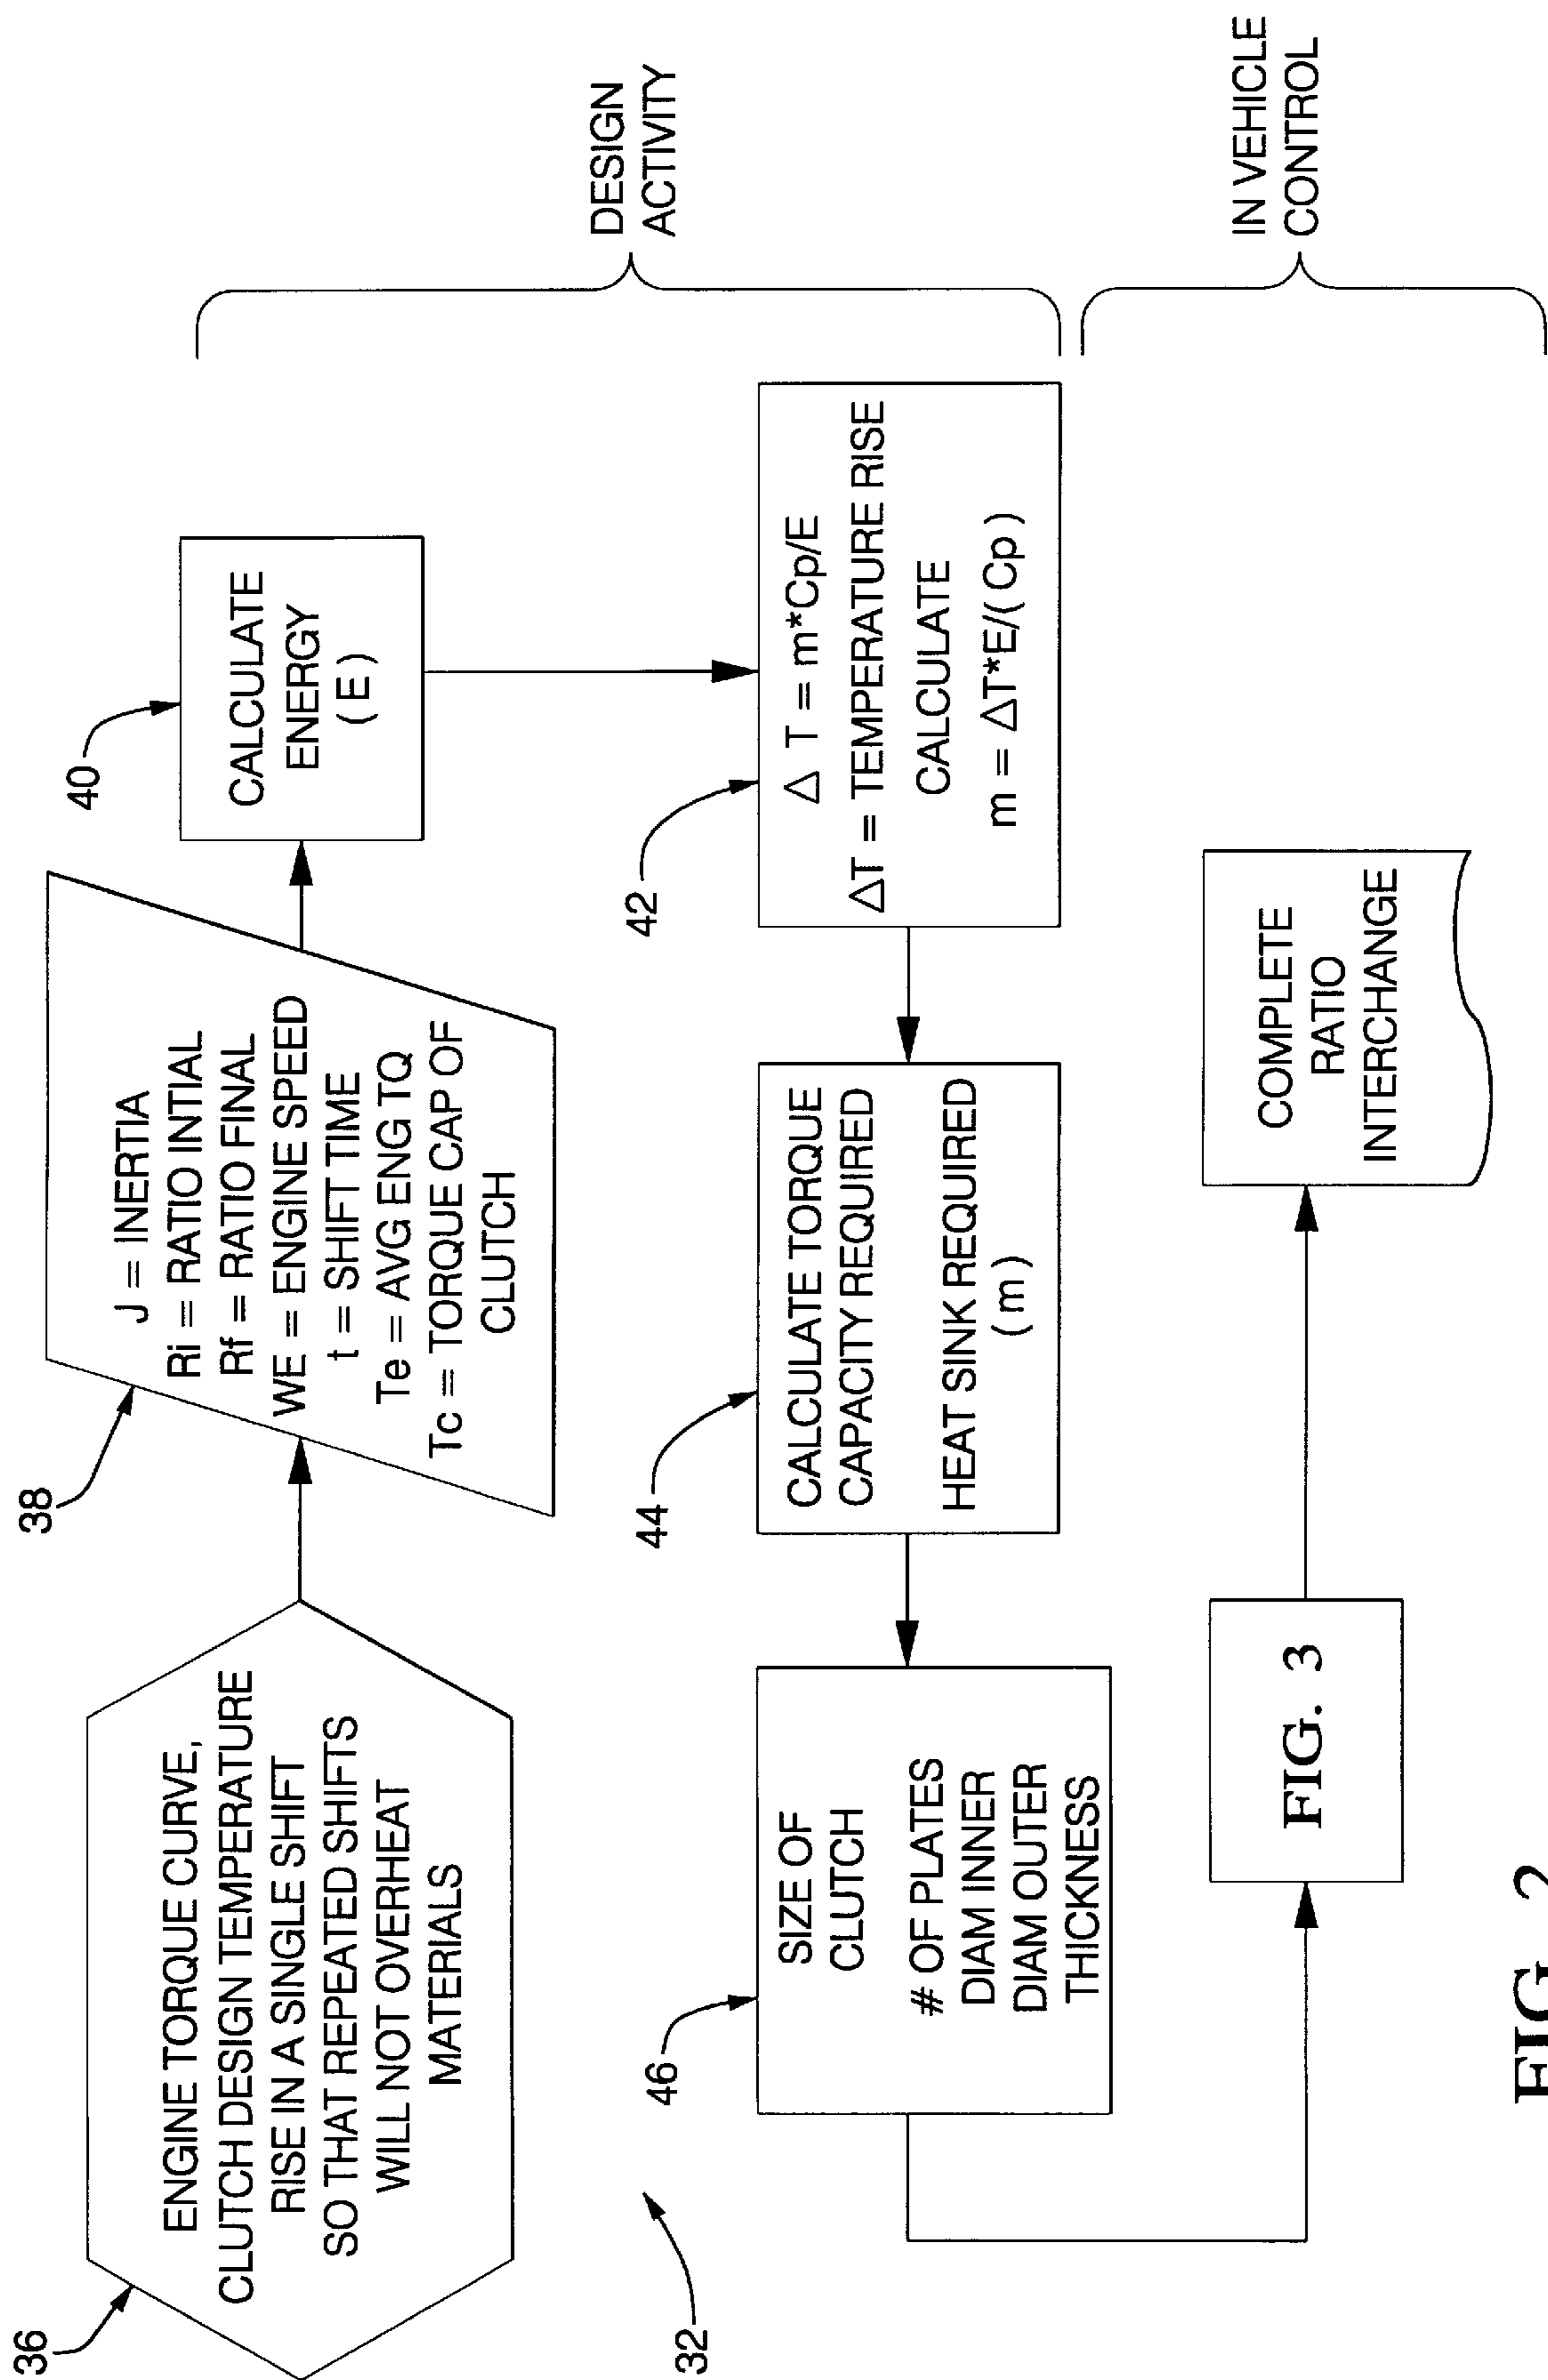 36
ENGINE TORQUE CURVE,
CLUTCH DESIGN TEMPERATURE
RISE IN A SINGLE SHIFT
SO THAT REPEATED SHIFTS
WILL NOT OVERHEAT
MATERIALS
38
J = INERTIA
Ri = RATIO INTIAL
Rf = RATIO FINAL
WE = ENGINE SPEED
t = SHIFT TIME
Te = AVG ENG TQ
Tc = TORQUE CAP OF
CLUTCH
40
CALCULATE
ENERGY
( E )
42
Δ T = m*Cp/E
ΔT = TEMPERATURE RISE
CALCULATE
m = ΔT*E/( Cp )
44
CALCULATE TORQUE
CAPACITY REQUIRED
HEAT SINK REQUIRED
( m )
46
SIZE OF
CLUTCH
# OF PLATES
DIAM INNER
DIAM OUTER
THICKNESS
32
DESIGN
ACTIVITY
FIG. 3
COMPLETE
RATIO
INTERCHANGE
IN VEHICLE
CONTROL
FIG. 2